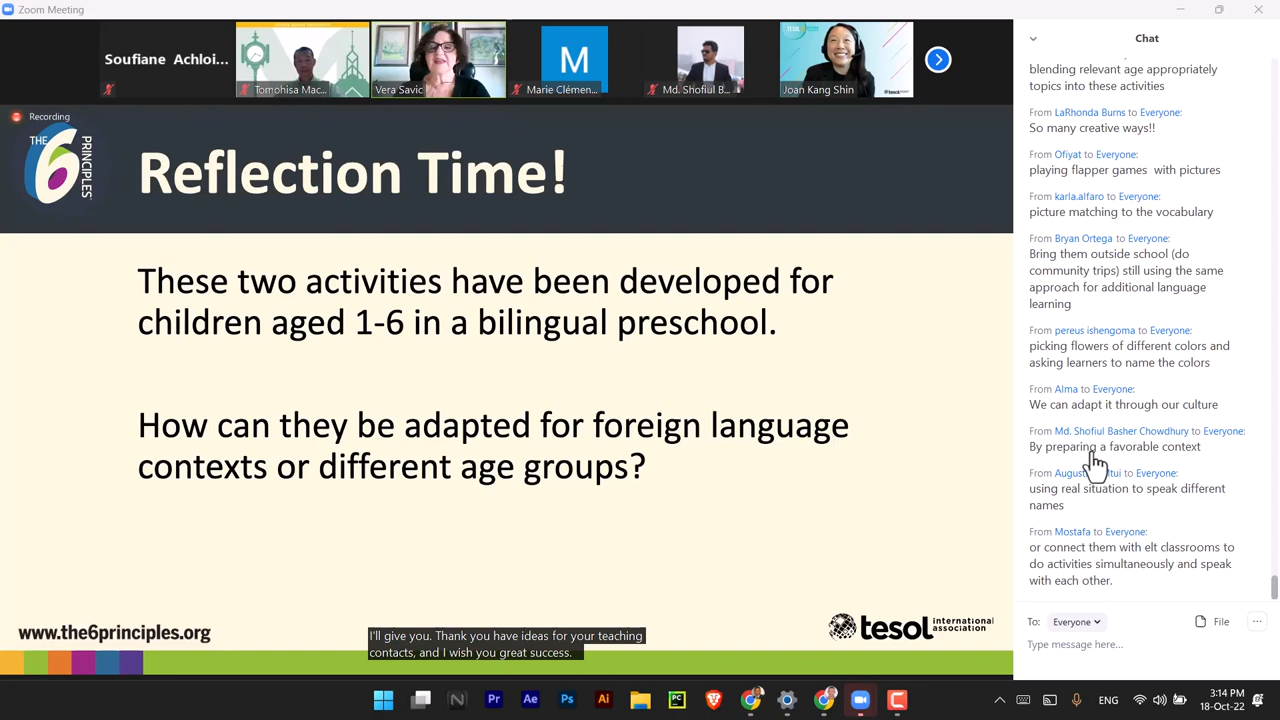 Zoom Meeting
Soufiane Achloi...
Tomohisa Mac...
Vera Savic
M
Marie Clémen...
Md. Shofiul B...
Joan Kang Shin
Recording
THE
6
PRINCIPLES
Reflection Time!
These two activities have been developed for
children aged 1-6 in a bilingual preschool.
How can they be adapted for foreign language
contexts or different age groups?
www.the6principles.org
I'll give you. Thank you have ideas for your teaching
contacts, and I wish you great success.
tesol international
association
Chat
blending relevant age appropriately
topics into these activities
From LaRhonda Burns to Everyone:
So many creative ways!!
From Ofiyat to Everyone:
playing flapper games with pictures
From karla.alfaro to Everyone:
picture matching to the vocabulary
From Bryan Ortega to Everyone:
Bring them outside school (do
community trips) still using the same
approach for additional language
learning
From pereus ishengoma to Everyone:
picking flowers of different colors and
asking learners to name the colors
From Alma to Everyone:
We can adapt it through our culture
From Md. Shofiul Basher Chowdhury to Everyone:
By preparing a favorable context
From to Everyone:
using real situation to speak different
names
From Mostafa to Everyone:
or connect them with elt classrooms to
do activities simultaneously and speak
with each other.
To: Everyone
File
Type message here...
N
Pr
Ae
Ps
Ai
PC
ENG
3:14 PM
18-Oct-22